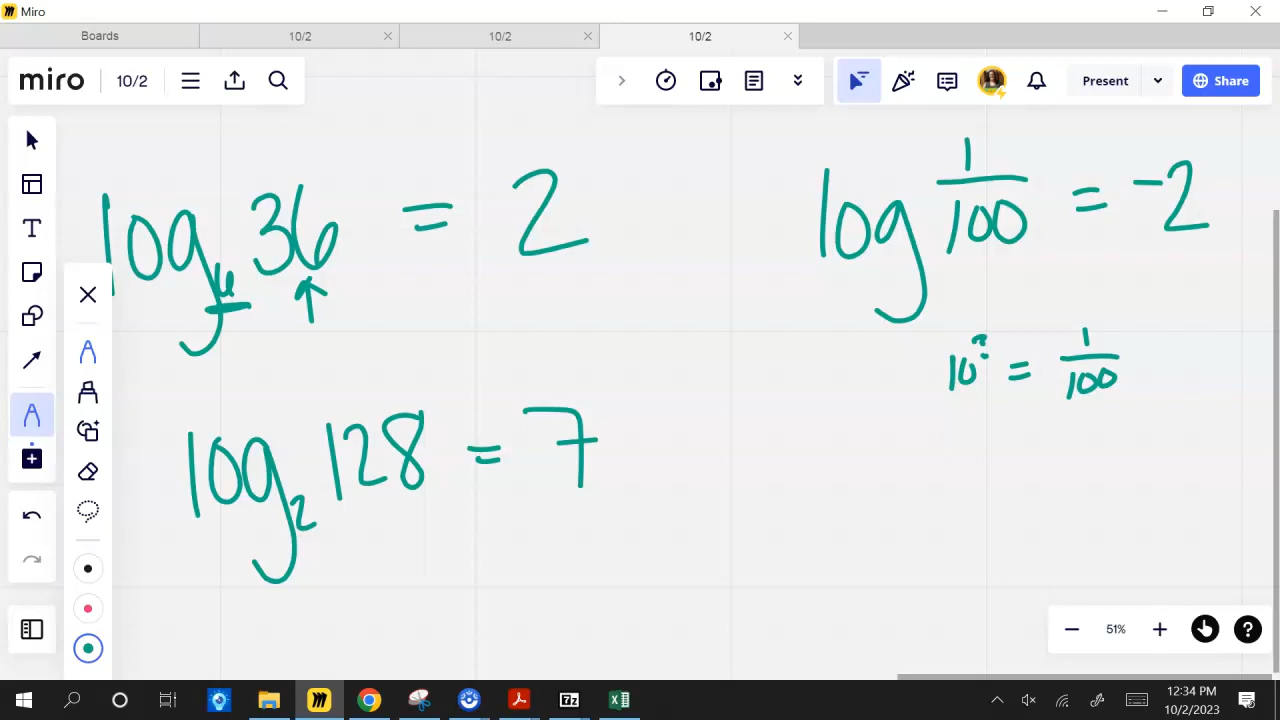 Miro
Boards 10/2 10/2 10/2
miro 10/2 Present Share
log₆ 36 = 2
log 1/100 = -2
10^? = 1/100
log₂ 128 = 7
51%
12:34 PM
10/2/2023